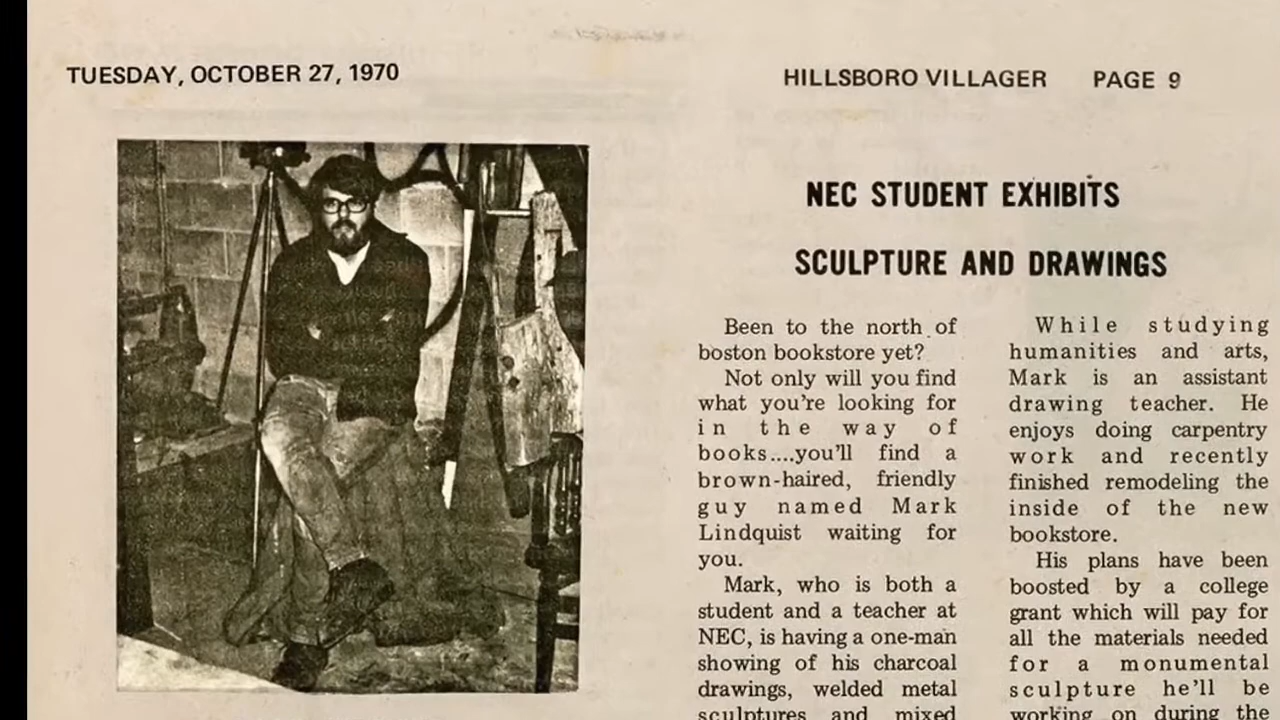 TUESDAY, OCTOBER 27, 1970
HILLSBORO VILLAGER PAGE 9
NEC STUDENT EXHIBITS
SCULPTURE AND DRAWINGS
Been to the north of
boston bookstore yet?
Not only will you find
what you're looking for
in the way of
books....you'll find a
brown-haired, friendly
guy named Mark
Lindquist waiting for
you.
Mark, who is both a
student and a teacher at
NEC, is having a one-man
showing of his charcoal
drawings, welded metal
sculptures and mixed
While studying
humanities and arts,
Mark is an assistant
drawing teacher. He
enjoys doing carpentry
work and recently
finished remodeling the
inside of the new
bookstore.
His plans have been
boosted by a college
grant which will pay for
all the materials needed
for a monumental
sculpture he'll be
working on during the